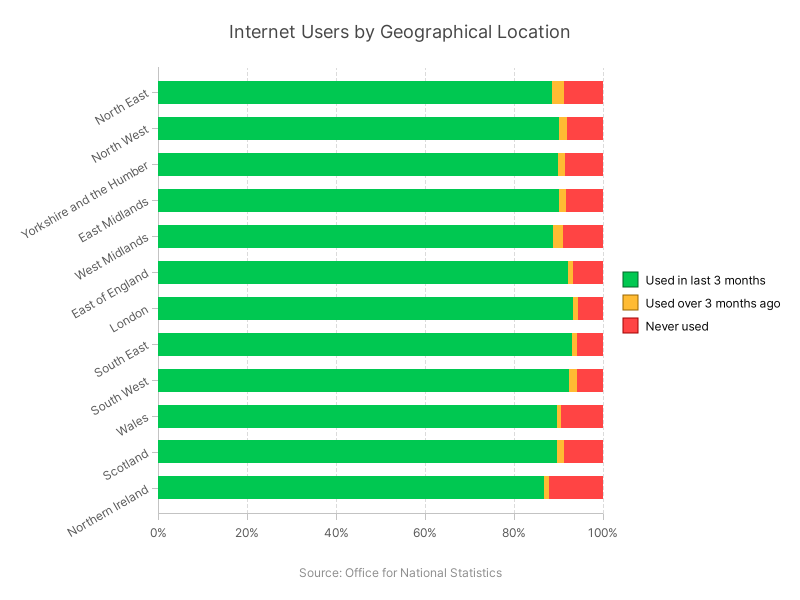 Internet Users by Geographical Location
North East
North West
Yorkshire and the Humber
East Midlands
West Midlands
East of England
London
South East
South West
Wales
Scotland
Northern Ireland
0% 20% 40% 60% 80% 100%
Used in last 3 months
Used over 3 months ago
Never used
Source: Office for National Statistics